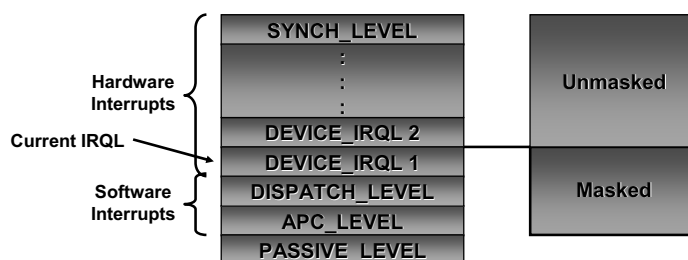 SYNCH_LEVEL
:
:
:
Hardware
Interrupts
Unmasked
DEVICE_IRQL 2
Current IRQL
DEVICE_IRQL 1
DISPATCH_LEVEL
Software
Interrupts
Masked
APC_LEVEL
PASSIVE_LEVEL